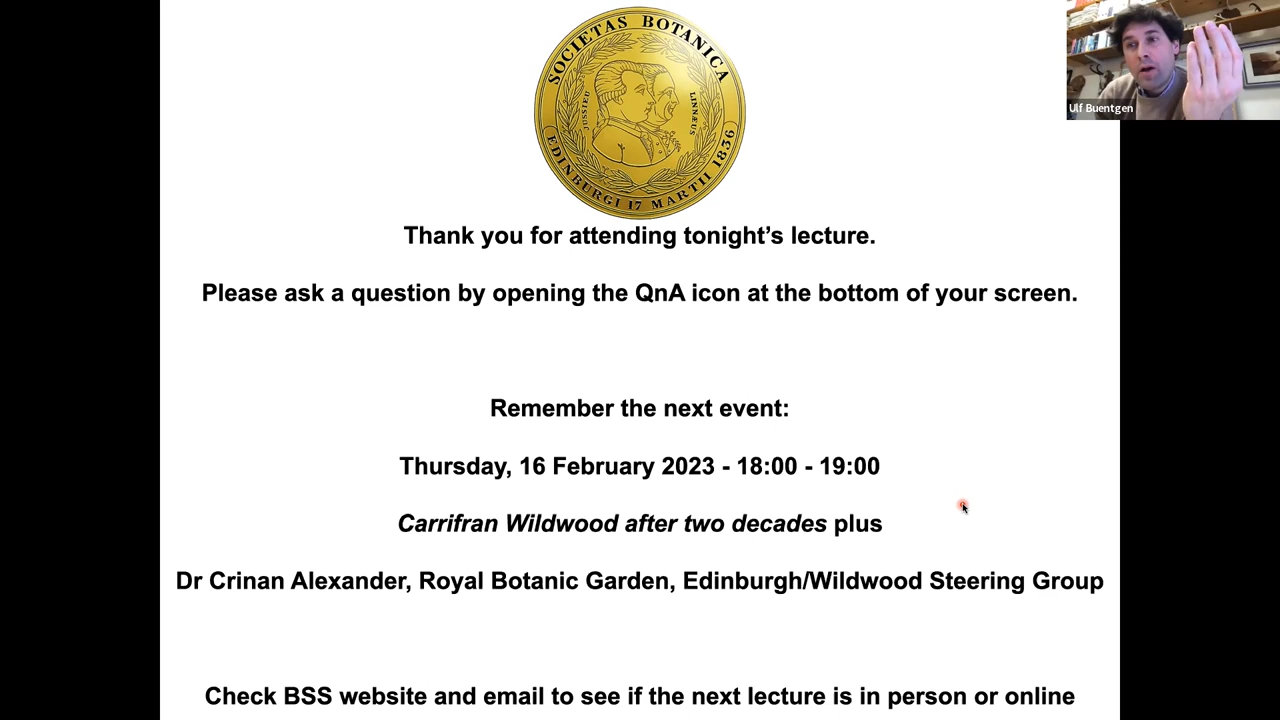 SOCIETAS BOTANICA
JUSSIEU
LINNÆUS
EDINBURGI 17 MARTII 1836
Ulf Buentgen
Thank you for attending tonight's lecture.
Please ask a question by opening the QnA icon at the bottom of your screen.
Remember the next event:
Thursday, 16 February 2023 - 18:00 - 19:00
Carrifran Wildwood after two decades plus
Dr Crinan Alexander, Royal Botanic Garden, Edinburgh/Wildwood Steering Group
Check BSS website and email to see if the next lecture is in person or online